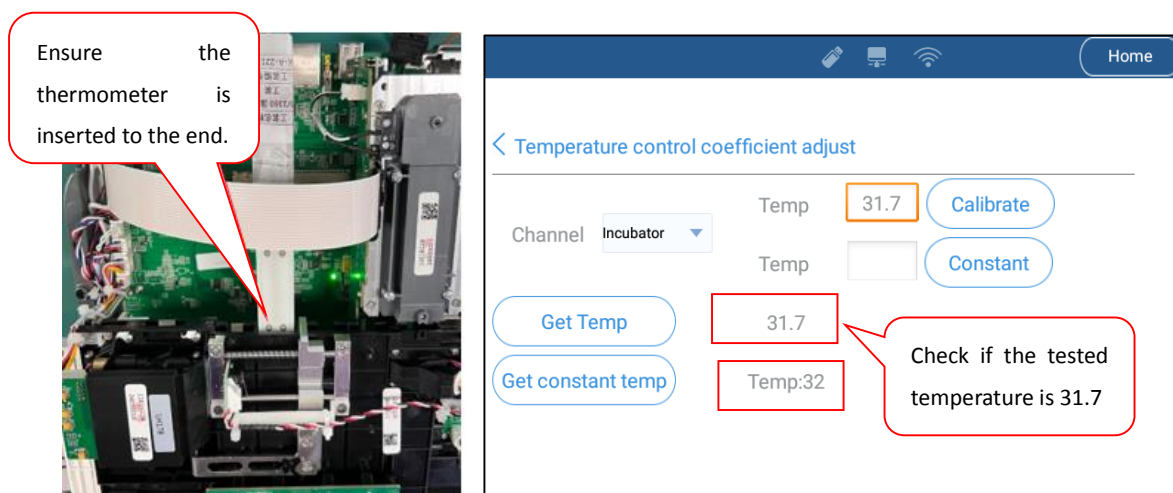 Ensure the
thermometer is
inserted to the end.
Home
Temperature control coefficient adjust
Temp 31.7 Calibrate
Channel Incubator
Temp Constant
Get Temp 31.7
Get constant temp Temp:32
Check if the tested
temperature is 31.7